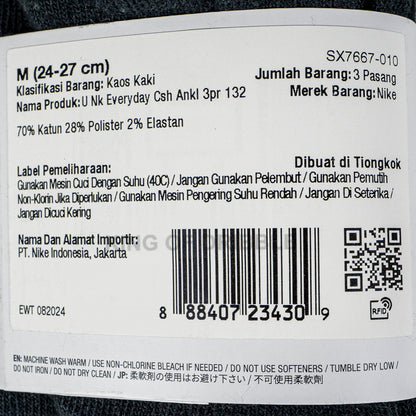 SX7667-010
M (24-27 cm)
Klasifikasi Barang: Kaos Kaki
Jumlah Barang: 3 Pasang
Nama Produk: U Nk Everyday Csh Ankl 3pr 132
Merek Barang: Nike
70% Katun 28% Polister 2% Elastan
Label Pemeliharaan:
Dibuat di Tiongkok
Gunakan Mesin Cuci Dengan Suhu (40C) / Jangan Gunakan Pelembut / Gunakan Pemutih
Non-Klorin Jika Diperlukan / Gunakan Mesin Pengering Suhu Rendah / Jangan Di Seterika /
Jangan Dicuci Kering
Nama Dan Alamat Importir:
PT. Nike Indonesia, Jakarta
EWT 082024
8 88407 23430 9
RFID
EN: MACHINE WASH WARM / USE NON-CHLORINE BLEACH IF NEEDED / DO NOT USE SOFTENERS / TUMBLE DRY LOW /
DO NOT IRON / DO NOT DRY CLEAN / JP: 柔軟剤の使用はお避け下さい / 不可使用柔润剂